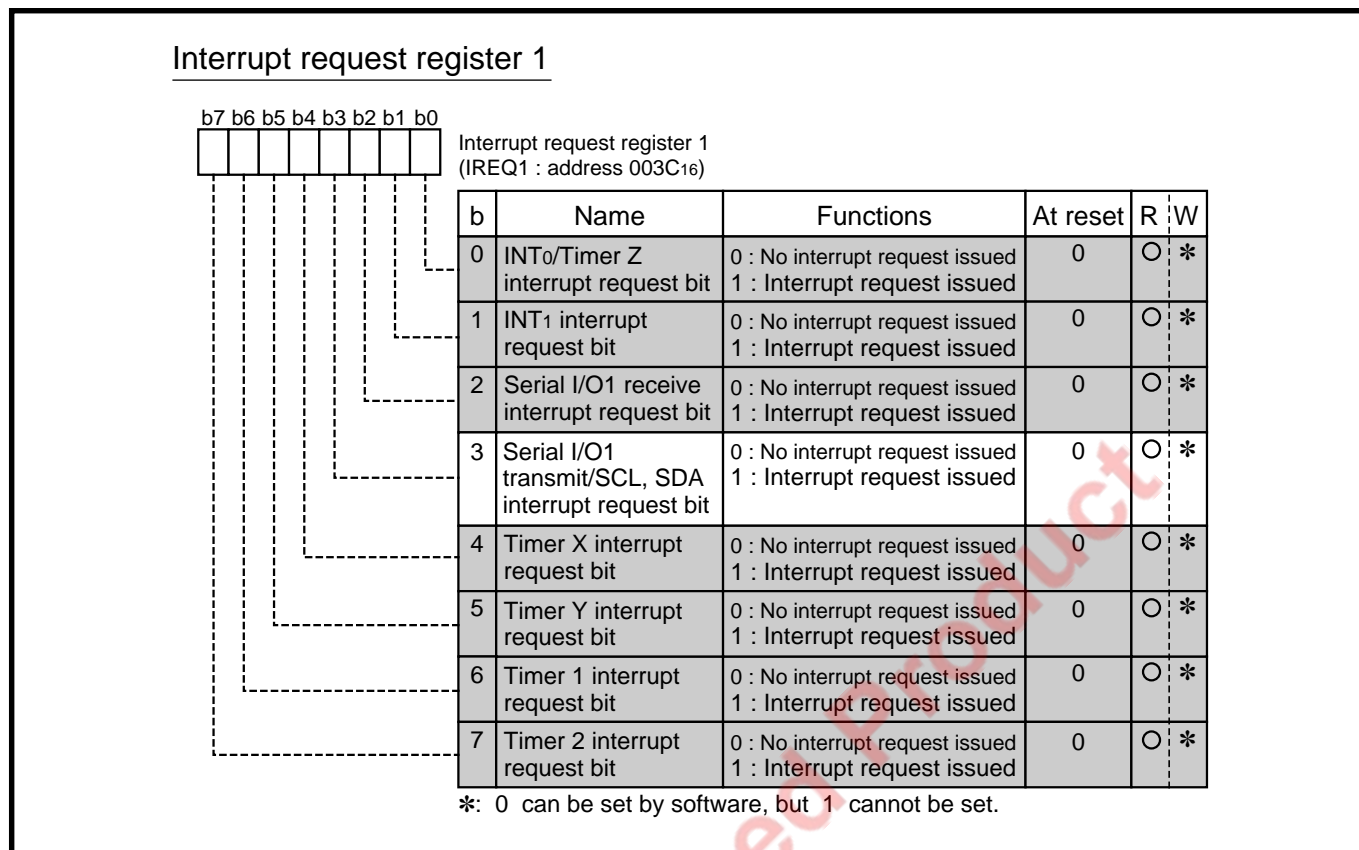 Interrupt request register 1
b7 b6 b5 b4 b3 b2 b1 b0
Interrupt request register 1
(IREQ1 : address 003C16)
b Name Functions At reset R W
0 INT0/Timer Z 0 : No interrupt request issued 0 ○ ✻
interrupt request bit 1 : Interrupt request issued
1 INT1 interrupt 0 : No interrupt request issued 0 ○ ✻
request bit 1 : Interrupt request issued
2 Serial I/O1 receive 0 : No interrupt request issued 0 ○ ✻
interrupt request bit 1 : Interrupt request issued
3 Serial I/O1 0 : No interrupt request issued 0 ○ ✻
transmit/SCL, SDA 1 : Interrupt request issued
interrupt request bit
4 Timer X interrupt 0 : No interrupt request issued 0 ○ ✻
request bit 1 : Interrupt request issued
5 Timer Y interrupt 0 : No interrupt request issued 0 ○ ✻
request bit 1 : Interrupt request issued
6 Timer 1 interrupt 0 : No interrupt request issued 0 ○ ✻
request bit 1 : Interrupt request issued
7 Timer 2 interrupt 0 : No interrupt request issued 0 ○ ✻
request bit 1 : Interrupt request issued
✻: 0 can be set by software, but 1 cannot be set.
ed Product